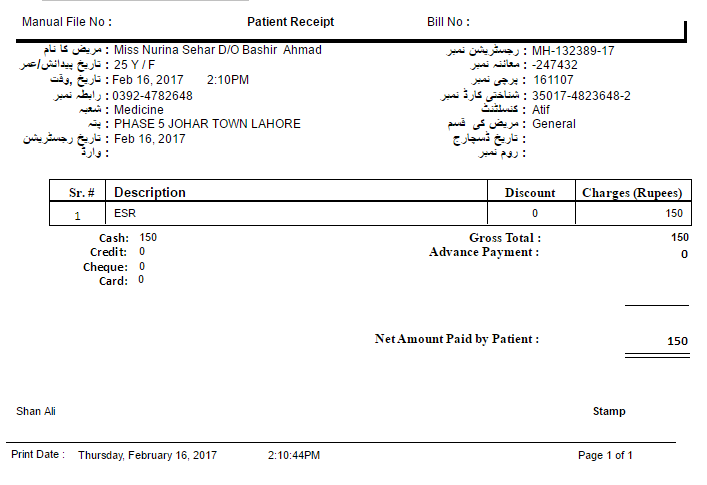 Manual File No : Patient Receipt Bill No :
مریض کا نام : Miss Nurina Sehar D/O Bashir Ahmad رجسٹریشن نمبر : MH-132389-17
تاریخ پیدائش/عمر : 25 Y / F معائنہ نمبر : -247432
تاریخ ,وقت : Feb 16, 2017 2:10PM پرچی نمبر : 161107
رابطہ نمبر : 0392-4782648 شناختی کارڈ نمبر : 35017-4823648-2
شعبہ : Medicine کنسلٹنٹ : Atif
پتہ : PHASE 5 JOHAR TOWN LAHORE مریض کی قسم : General
تاریخ رجسٹریشن : Feb 16, 2017 تاریخ ڈسچارج :
وارڈ : روم نمبر :
Sr. # Description Discount Charges (Rupees)
1 ESR 0 150
Cash: 150 Gross Total : 150
Credit: 0 Advance Payment : 0
Cheque: 0
Card: 0
Net Amount Paid by Patient : 150
Shan Ali Stamp
Print Date : Thursday, February 16, 2017 2:10:44PM Page 1 of 1